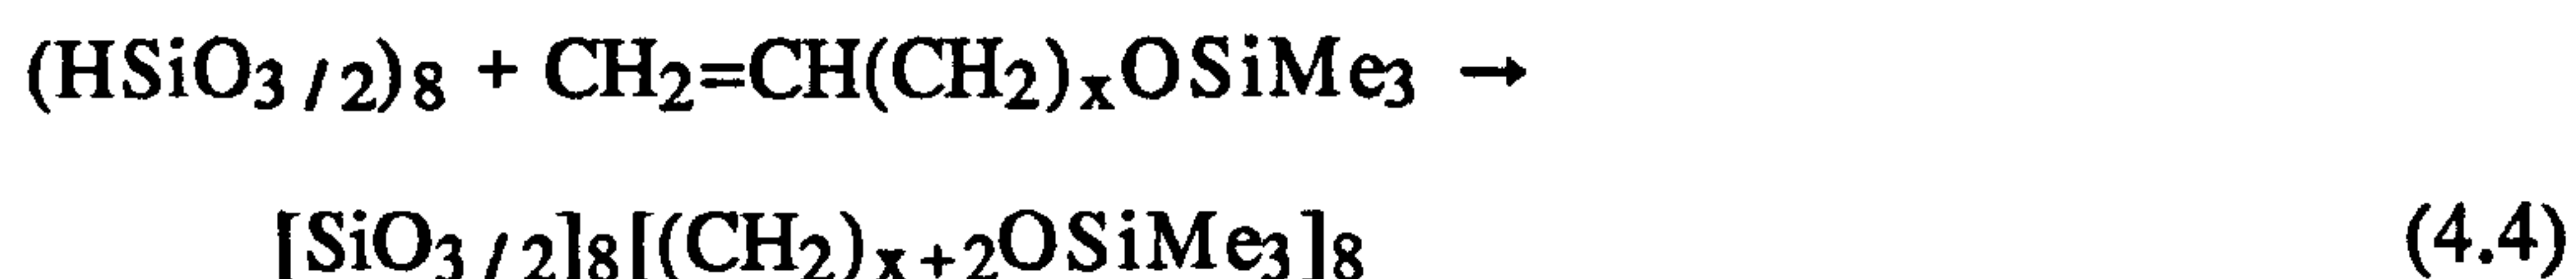 (HSiO₃/₂)₈ + CH₂=CH(CH₂)ₓOSiMe₃ →
[SiO₃/₂]₈[(CH₂)ₓ₊₂OSiMe₃]₈ (4.4)